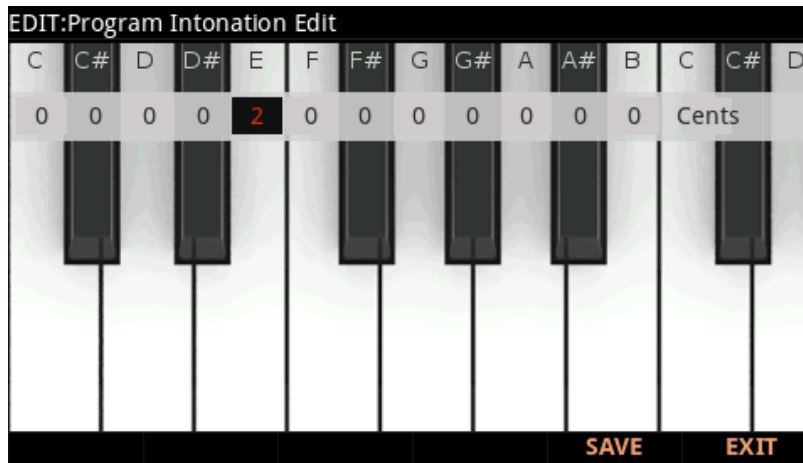 EDIT:Program Intonation Edit
C C# D D# E F F# G G# A A# B C C# D
0 0 0 0 2 0 0 0 0 0 0 0 Cents
SAVE EXIT